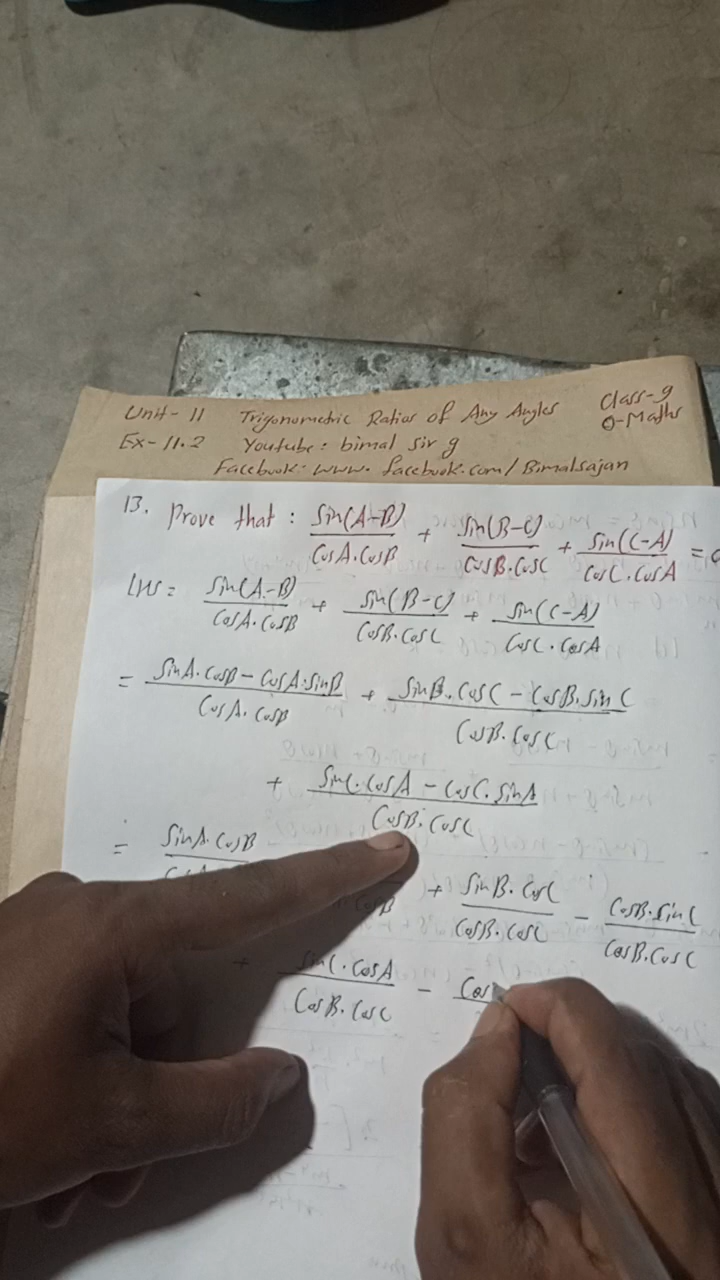 Unit-11 Trigonometric Ratios of Any Angles Class-9
Ex-11.2 Youtube: bimal sir g O-Maths
Facebook: www.facebook.com/Bimalsajan
13. Prove that : Sin(A-B)/CosA.CosB + Sin(B-C)/CosB.CosC + Sin(C-A)/CosC.CosA = 0
LHS = Sin(A-B)/CosA.CosB + Sin(B-C)/CosB.CosC + Sin(C-A)/CosC.CosA
= SinA.CosB - CosA.SinB/CosA.CosB + SinB.CosC - CosB.SinC/CosB.CosC
+ SinC.CosA - CosC.SinA/CosB.CosC
= SinA.CosB + SinB.CosC/CosB.CosC - CosB.SinC/CosB.CosC
+ SinC.CosA/CosB.CosC - Cos